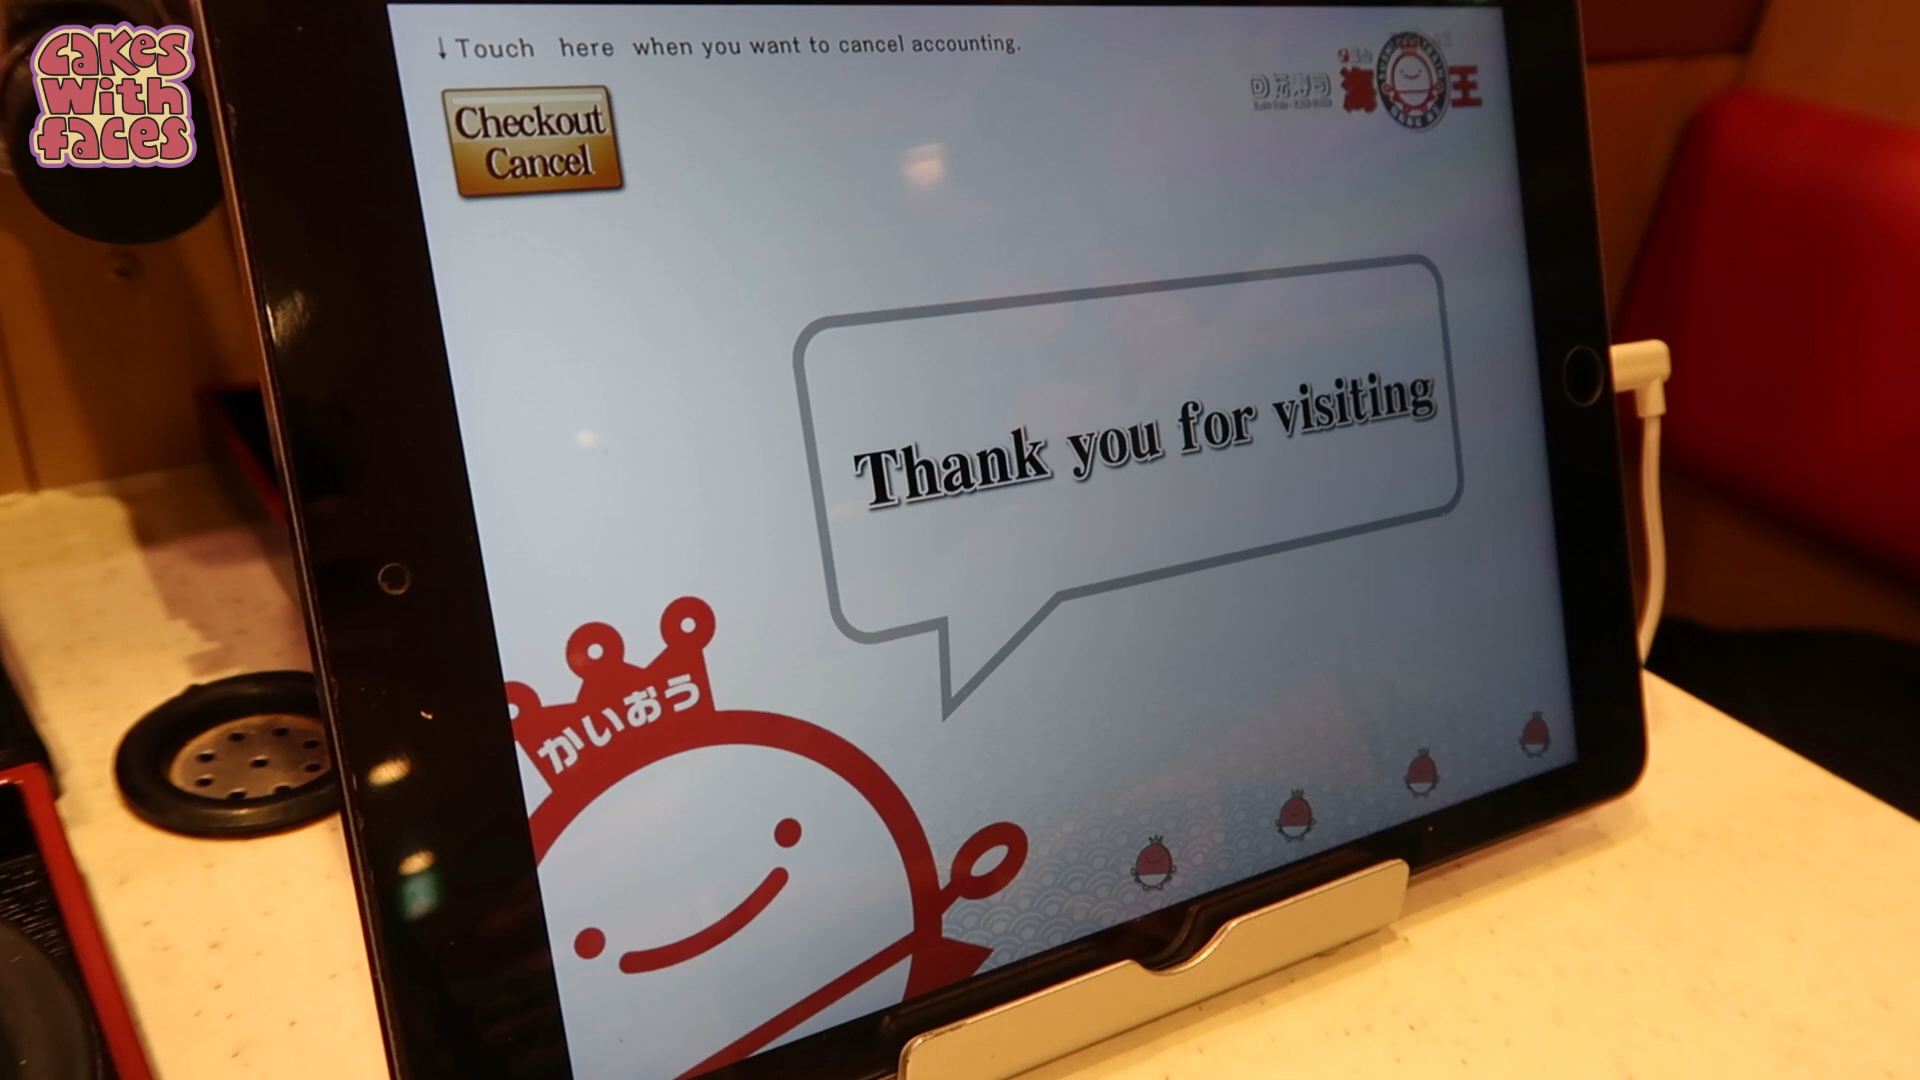 Cakes
With
faces
↓Touch here when you want to cancel accounting.
Checkout
Cancel
回転寿司
海王
Thank you for visiting
かいおう